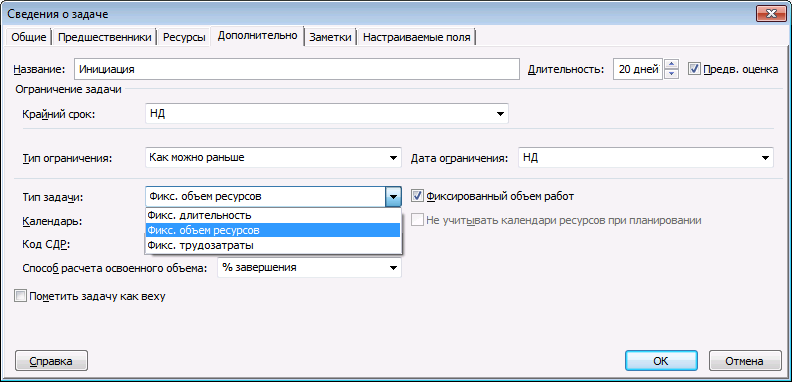 Сведения о задаче
Общие Предшественники Ресурсы Дополнительно Заметки Настраиваемые поля
Название: Инициация Длительность: 20 дней Предв. оценка
Ограничение задачи
Крайний срок: НД
Тип ограничения: Как можно раньше Дата ограничения: НД
Тип задачи: Фикс. объем ресурсов Фиксированный объем работ
Фикс. длительность
Календарь: Фикс. объем ресурсов Не учитывать календари ресурсов при планировании
Код СДР: Фикс. трудозатраты
Способ расчета освоенного объема: % завершения
Пометить задачу как веху
Справка ОК Отмена